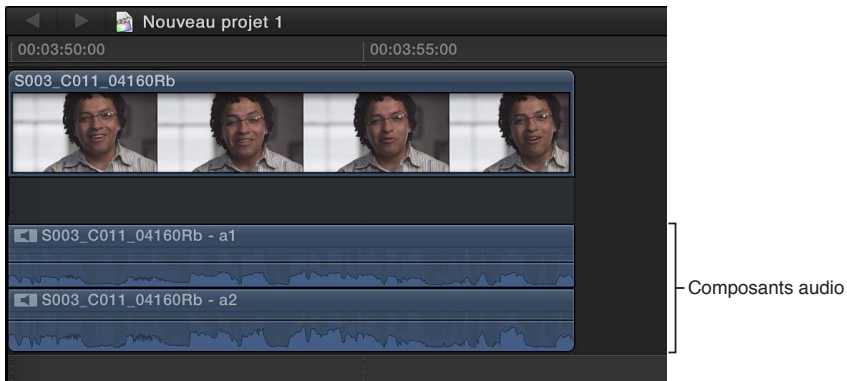 Nouveau projet 1
00:03:50:00
00:03:55:00
S003_C011_04160Rb
S003_C011_04160Rb - a1
Composants audio
S003_C011_04160Rb - a2